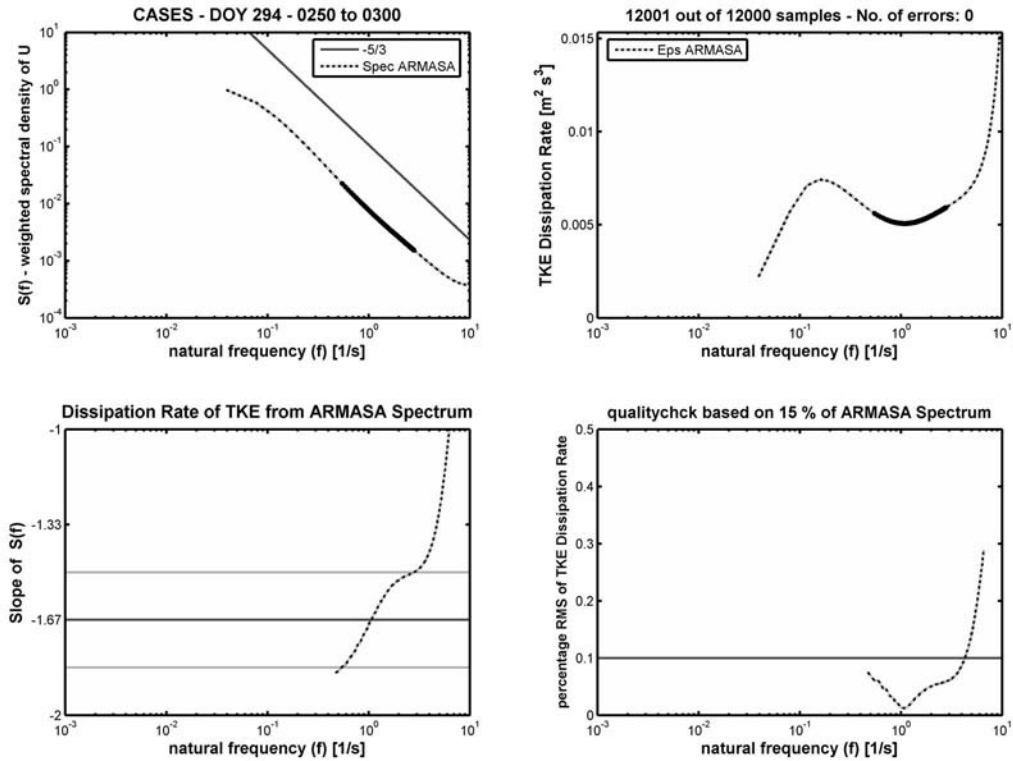 CASES - DOY 294 - 0250 to 0300
S(f) - weighted spectral density of U
10^1
10^0
10^-1
10^-2
10^-3
10^-4
-5/3
Spec ARMASA
10^-3 10^-2 10^-1 10^0 10^1
natural frequency (f) [1/s]
12001 out of 12000 samples - No. of errors: 0
TKE Dissipation Rate [m^2 s^3]
0.015
0.01
0.005
0
Eps ARMASA
10^-3 10^-2 10^-1 10^0 10^1
natural frequency (f) [1/s]
Dissipation Rate of TKE from ARMASA Spectrum
Slope of S(f)
-1
-1.33
-1.67
-2
10^-3 10^-2 10^-1 10^0 10^1
natural frequency (f) [1/s]
qualitychck based on 15 % of ARMASA Spectrum
percentage RMS of TKE Dissipation Rate
0.5
0.4
0.3
0.2
0.1
0
10^-3 10^-2 10^-1 10^0 10^1
natural frequency (f) [1/s]